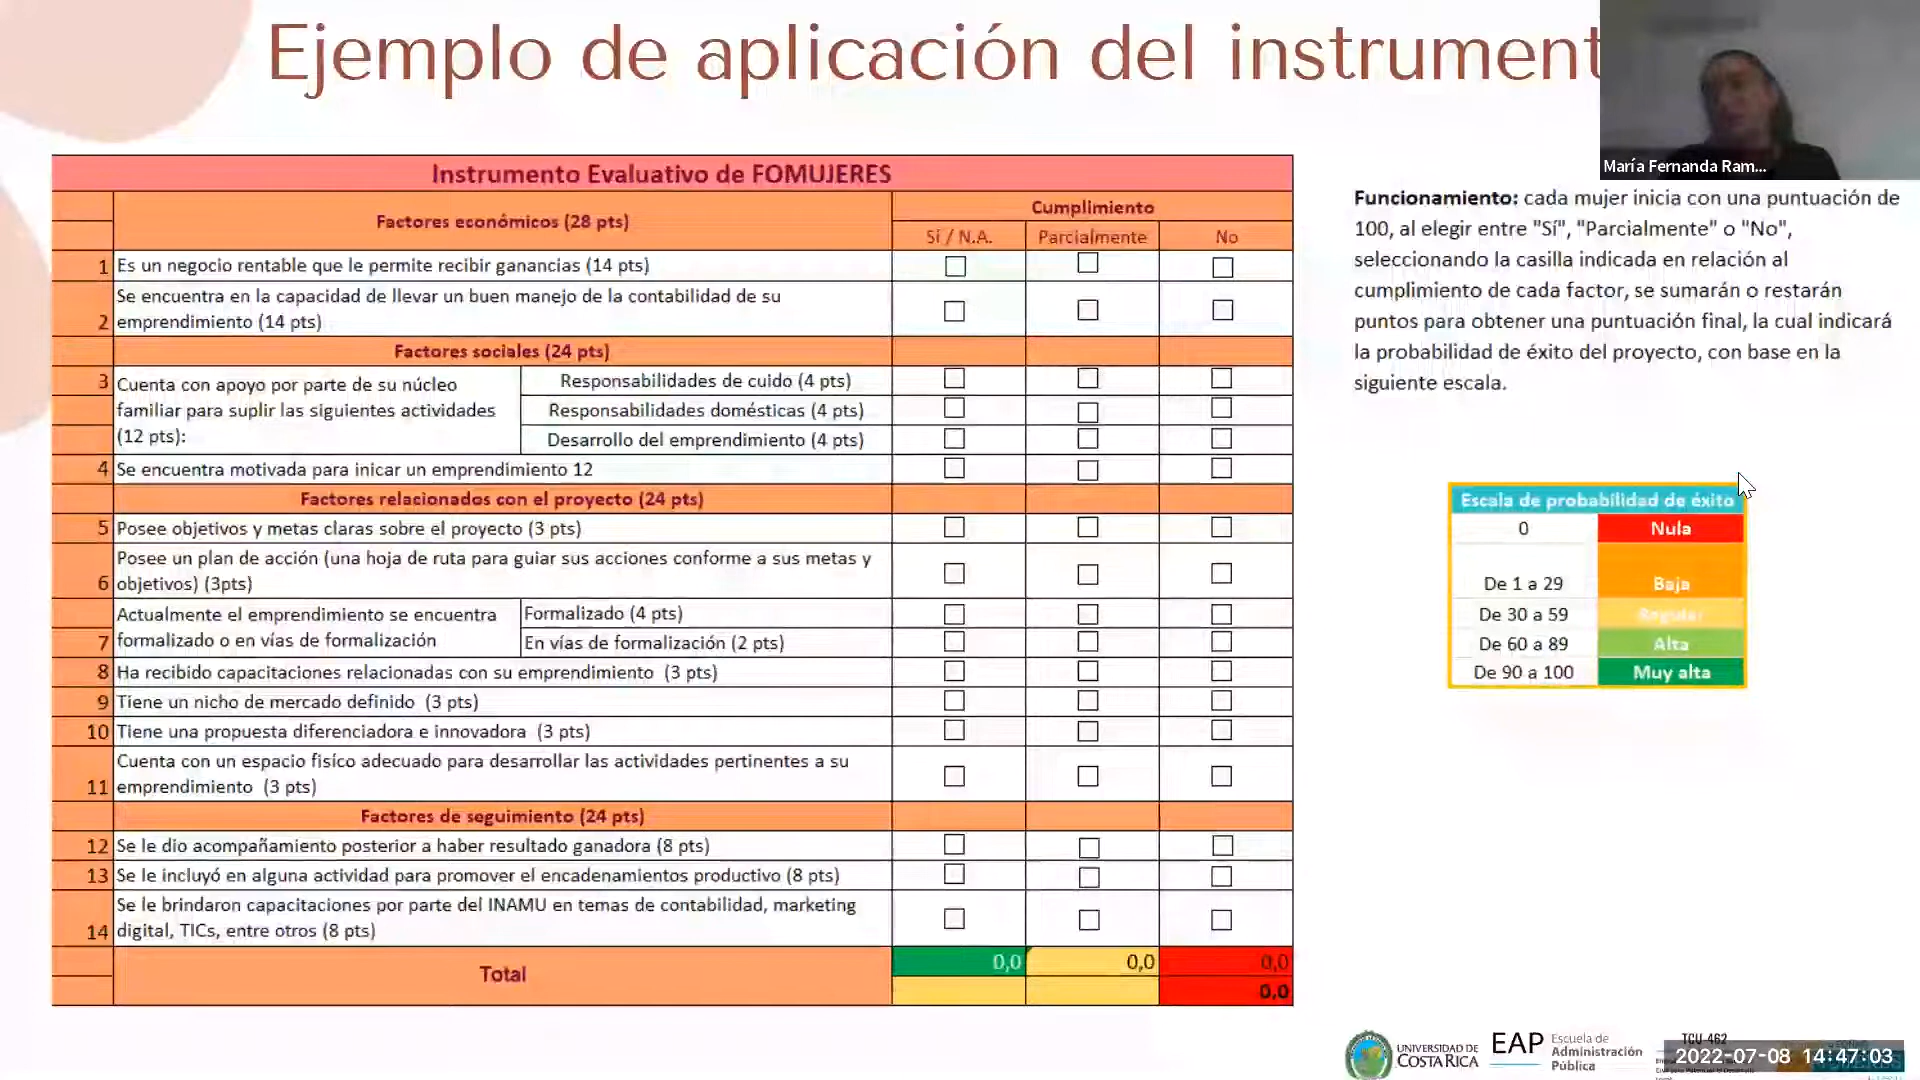 Ejemplo de aplicación del instrument
María Fernanda Ram...
Instrumento Evaluativo de FOMUJERES
Factores económicos (28 pts)
Cumplimiento
Sí / N.A.
Parcialmente
No
1 Es un negocio rentable que le permite recibir ganancias (14 pts)
Se encuentra en la capacidad de llevar un buen manejo de la contabilidad de su
2 emprendimiento (14 pts)
Factores sociales (24 pts)
3 Cuenta con apoyo por parte de su núcleo
familiar para suplir las siguientes actividades
(12 pts):
Responsabilidades de cuido (4 pts)
Responsabilidades domésticas (4 pts)
Desarrollo del emprendimiento (4 pts)
4 Se encuentra motivada para inicar un emprendimiento 12
Factores relacionados con el proyecto (24 pts)
5 Posee objetivos y metas claras sobre el proyecto (3 pts)
Posee un plan de acción (una hoja de ruta para guiar sus acciones conforme a sus metas y
6 objetivos) (3pts)
Actualmente el emprendimiento se encuentra
7 formalizado o en vías de formalización
Formalizado (4 pts)
En vías de formalización (2 pts)
8 Ha recibido capacitaciones relacionadas con su emprendimiento (3 pts)
9 Tiene un nicho de mercado definido (3 pts)
10 Tiene una propuesta diferenciadora e innovadora (3 pts)
Cuenta con un espacio fisíco adecuado para desarrollar las actividades pertinentes a su
11 emprendimiento (3 pts)
Factores de seguimiento (24 pts)
12 Se le dio acompañamiento posterior a haber resultado ganadora (8 pts)
13 Se le incluyó en alguna actividad para promover el encadenamientos productivo (8 pts)
Se le brindaron capacitaciones por parte del INAMU en temas de contabilidad, marketing
14 digital, TICs, entre otros (8 pts)
Total
0,0
0,0
0,0
0,0
Funcionamiento: cada mujer inicia con una puntuación de
100, al elegir entre "Sí", "Parcialmente" o "No",
seleccionando la casilla indicada en relación al
cumplimiento de cada factor, se sumarán o restarán
puntos para obtener una puntuación final, la cual indicará
la probabilidad de éxito del proyecto, con base en la
siguiente escala.
Escala de probabilidad de éxito
0 Nula
De 1 a 29 Baja
De 30 a 59 Regular
De 60 a 89 Alta
De 90 a 100 Muy alta
UNIVERSIDAD DE
COSTA RICA
EAP
Escuela de
Administración
Pública
TCU-462
2022-07-08 14:47:03